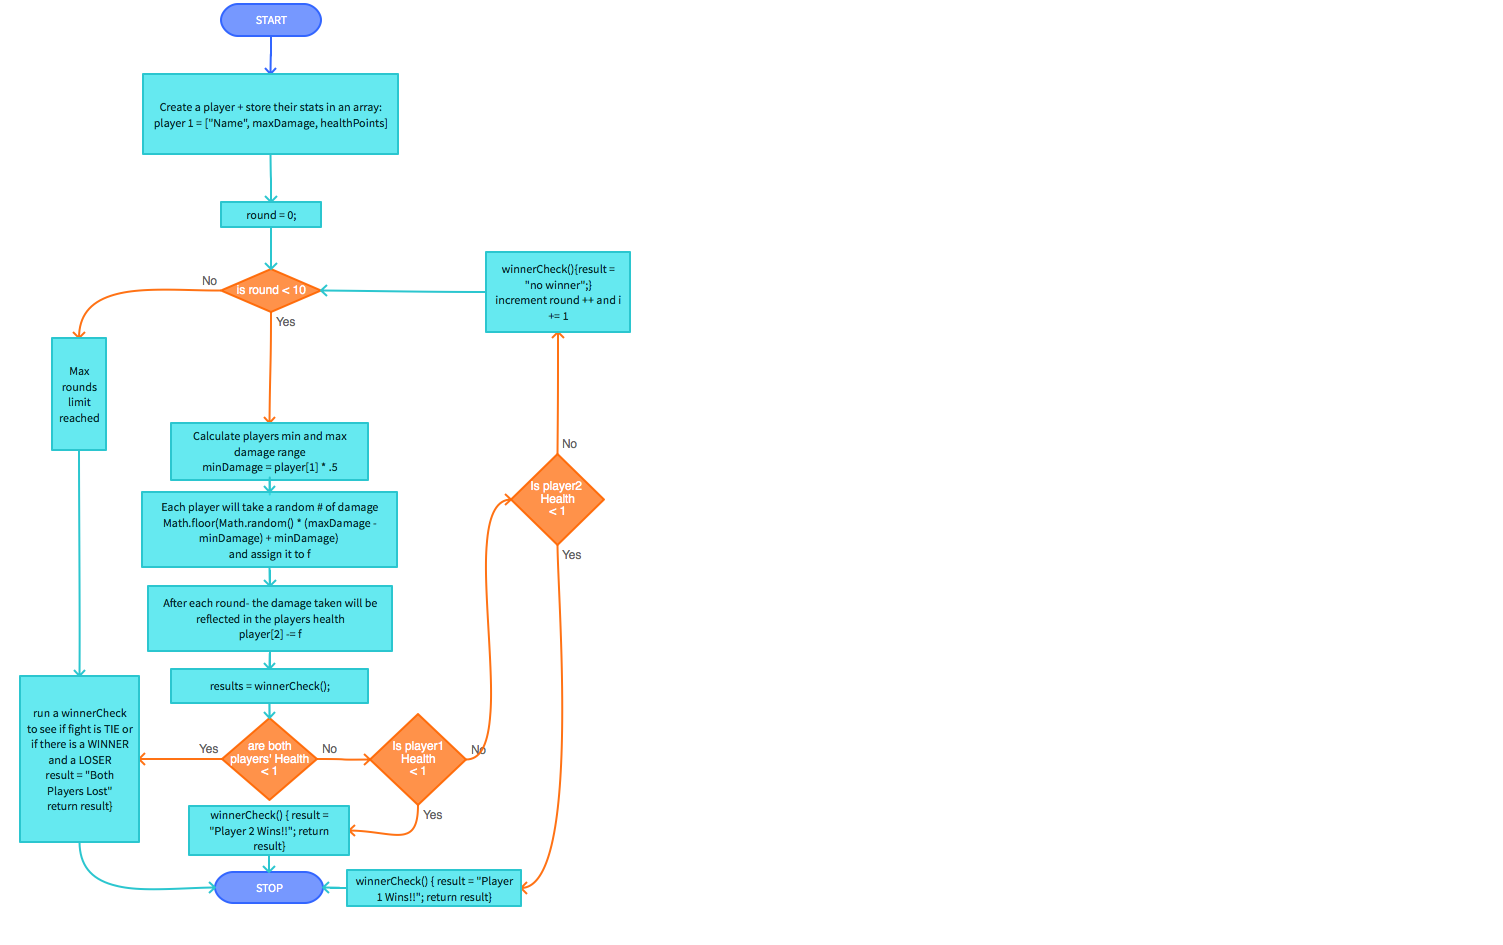 START
Create a player + store their stats in an array:
player 1 = ["Name", maxDamage, healthPoints]
round = 0;
winnerCheck(){result =
"no winner";}
increment round ++ and i
+= 1
No
is round < 10
Yes
Max
rounds
limit
reached
Calculate players min and max
damage range
minDamage = player[1] * .5
No
Is player2
Health
< 1
Yes
Each player will take a random # of damage
Math.floor(Math.random() * (maxDamage -
minDamage) + minDamage)
and assign it to f
After each round- the damage taken will be
reflected in the players health
player[2] -= f
results = winnerCheck();
run a winnerCheck
to see if fight is TIE or
if there is a WINNER
and a LOSER
result = "Both
Players Lost"
return result}
Yes
are both
players' Health
< 1
No
Is player1
Health
< 1
No
Yes
winnerCheck() { result =
"Player 2 Wins!!"; return
result}
STOP
winnerCheck() { result = "Player
1 Wins!!"; return result}